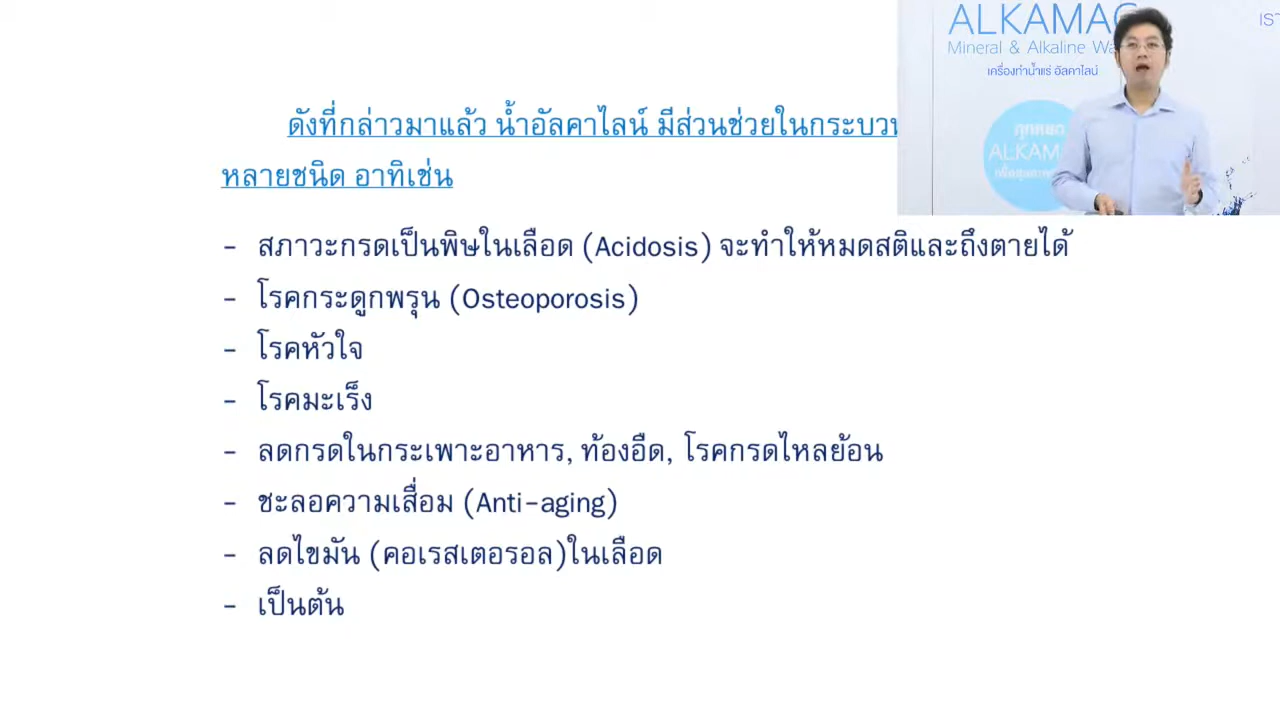 ALKAMAG
Mineral & Alkaline
เครื่องทำน้ำแร่ อัลคาไลน์
ดังที่กล่าวมาแล้ว น้ำอัลคาไลน์ มีส่วนช่วยใน
หลายชนิด อาทิเช่น
- สภาวะกรดเป็นพิษในเลือด (Acidosis) จะทำให้หมดสติและถึงตายได้
- โรคกระดูกพรุน (Osteoporosis)
- โรคหัวใจ
- โรคมะเร็ง
- ลดกรดในกระเพาะอาหาร, ท้องอืด, โรคกรดไหลย้อน
- ชะลอความเสื่อม (Anti-aging)
- ลดไขมัน (คอเรสเตอรอล)ในเลือด
- เป็นต้น